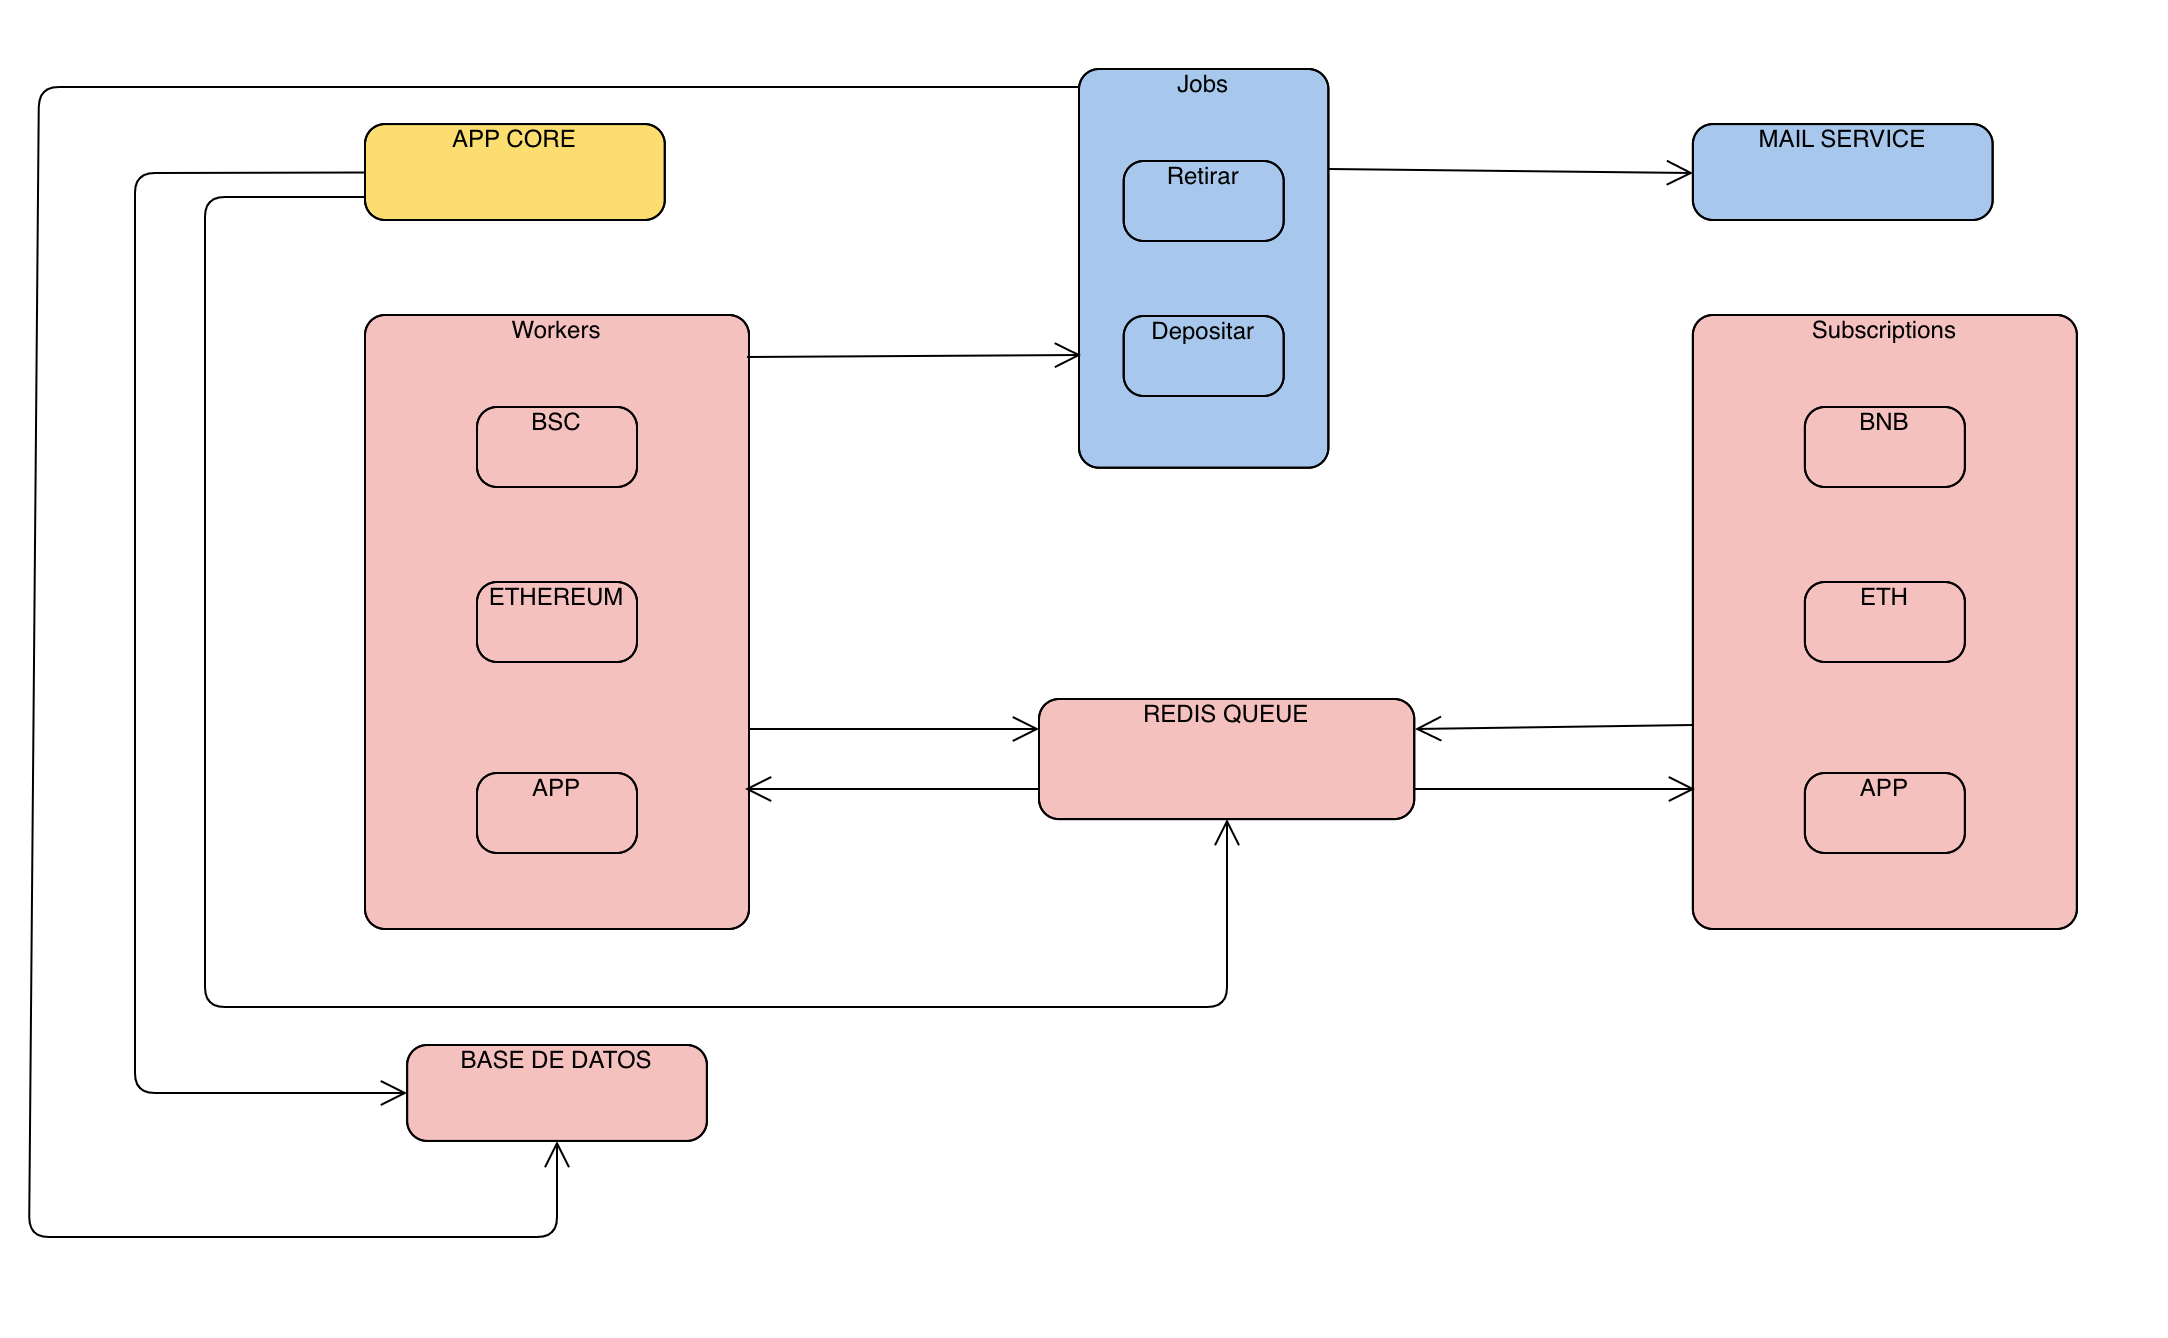 Jobs
APP CORE
MAIL SERVICE
Retirar
Depositar
Workers
BSC
ETHEREUM
APP
Subscriptions
BNB
ETH
APP
REDIS QUEUE
BASE DE DATOS